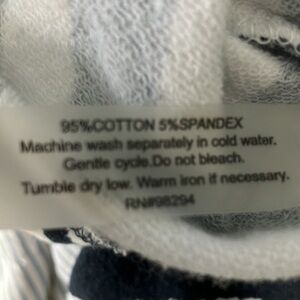 95%COTTON 5%SPANDEX
Machine wash separately in cold water.
Gentle cycle.Do not bleach.
Tumble dry low. Warm iron if necessary.
RN#98294